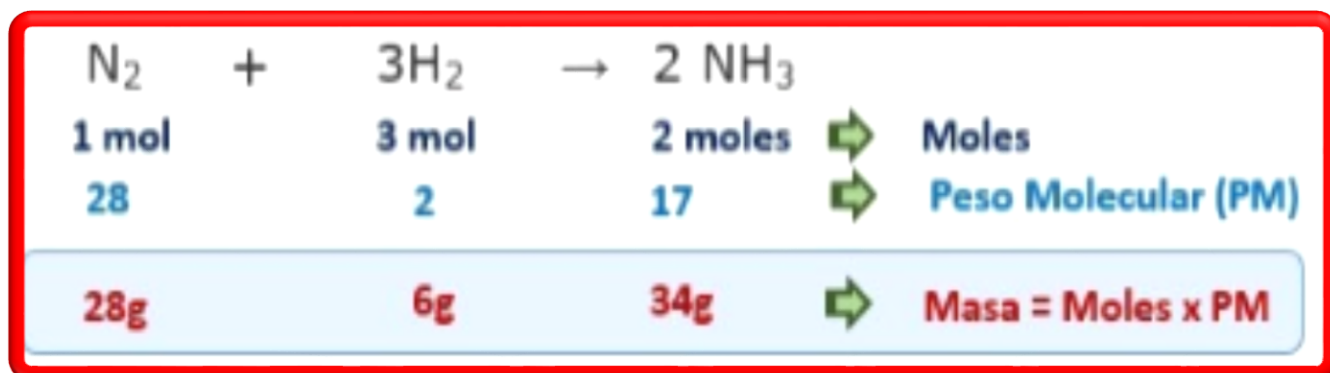 N₂ + 3H₂ → 2 NH₃
1 mol 3 mol 2 moles Moles
28 2 17 Peso Molecular (PM)
28g 6g 34g Masa = Moles x PM